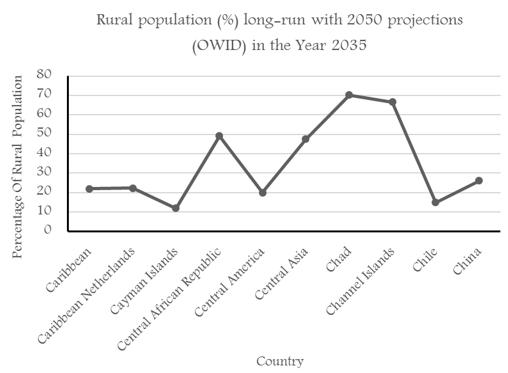 Rural population (%) long-run with 2050 projections
(OWID) in the Year 2035
Percentage Of Rural Population
80
70
60
50
40
30
20
10
0
Caribbean
Caribbean Netherlands
Cayman Islands
Central African Republic
Central America
Central Asia
Chad
Channel Islands
Chile
China
Country